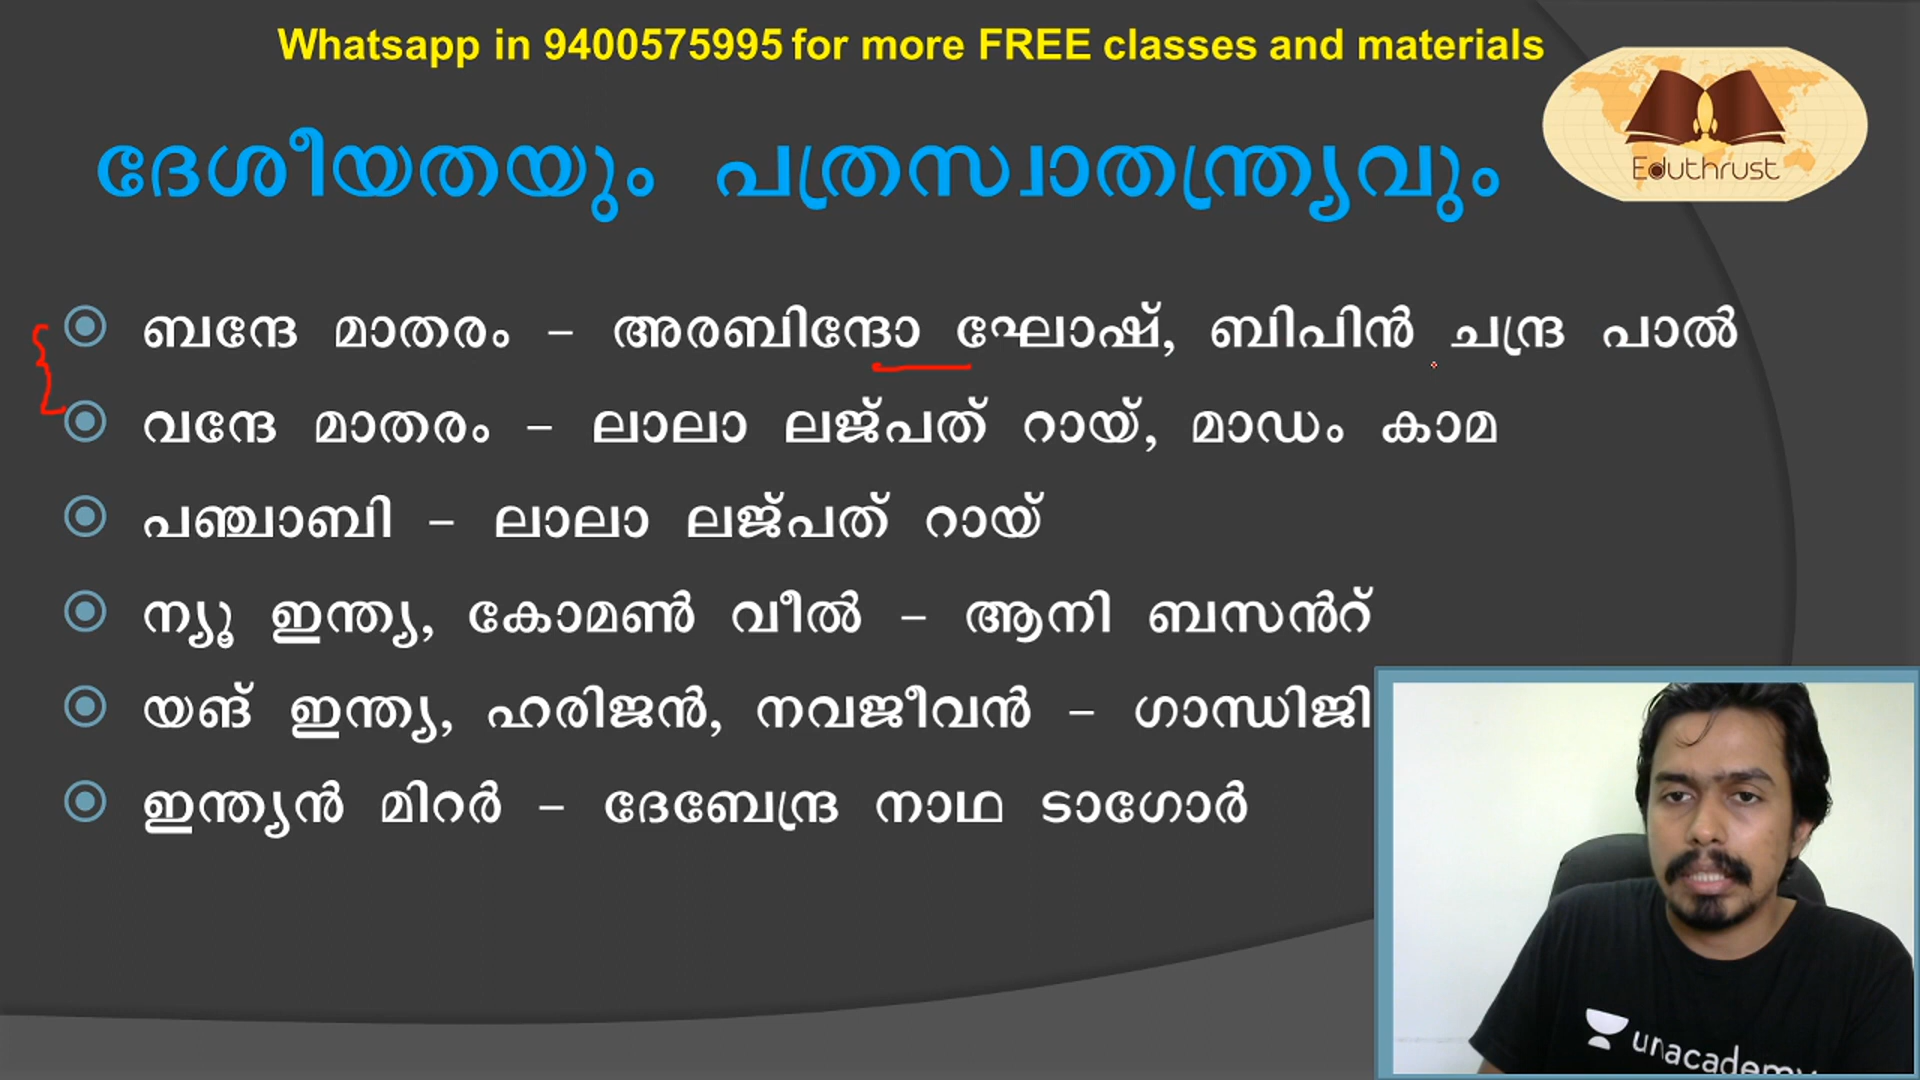 Whatsapp in 9400575995 for more FREE classes and materials
Eduthrust
ദേശീയതയും പത്രസ്വാതന്ത്ര്യവും
ബന്ദേ മാതരം – അരബിന്ദോ ഘോഷ്, ബിപിൻ ചന്ദ്ര പാൽ
വന്ദേ മാതരം – ലാലാ ലജ്പത് റായ്, മാഡം കാമ
പഞ്ചാബി – ലാലാ ലജ്പത് റായ്
ന്യൂ ഇന്ത്യ, കോമൺ വീൽ – ആനി ബസൻറ്
യങ് ഇന്ത്യ, ഹരിജൻ, നവജീവൻ – ഗാന്ധിജി
ഇന്ത്യൻ മിറർ – ദേബേന്ദ്ര നാഥ ടാഗോർ
unacademy